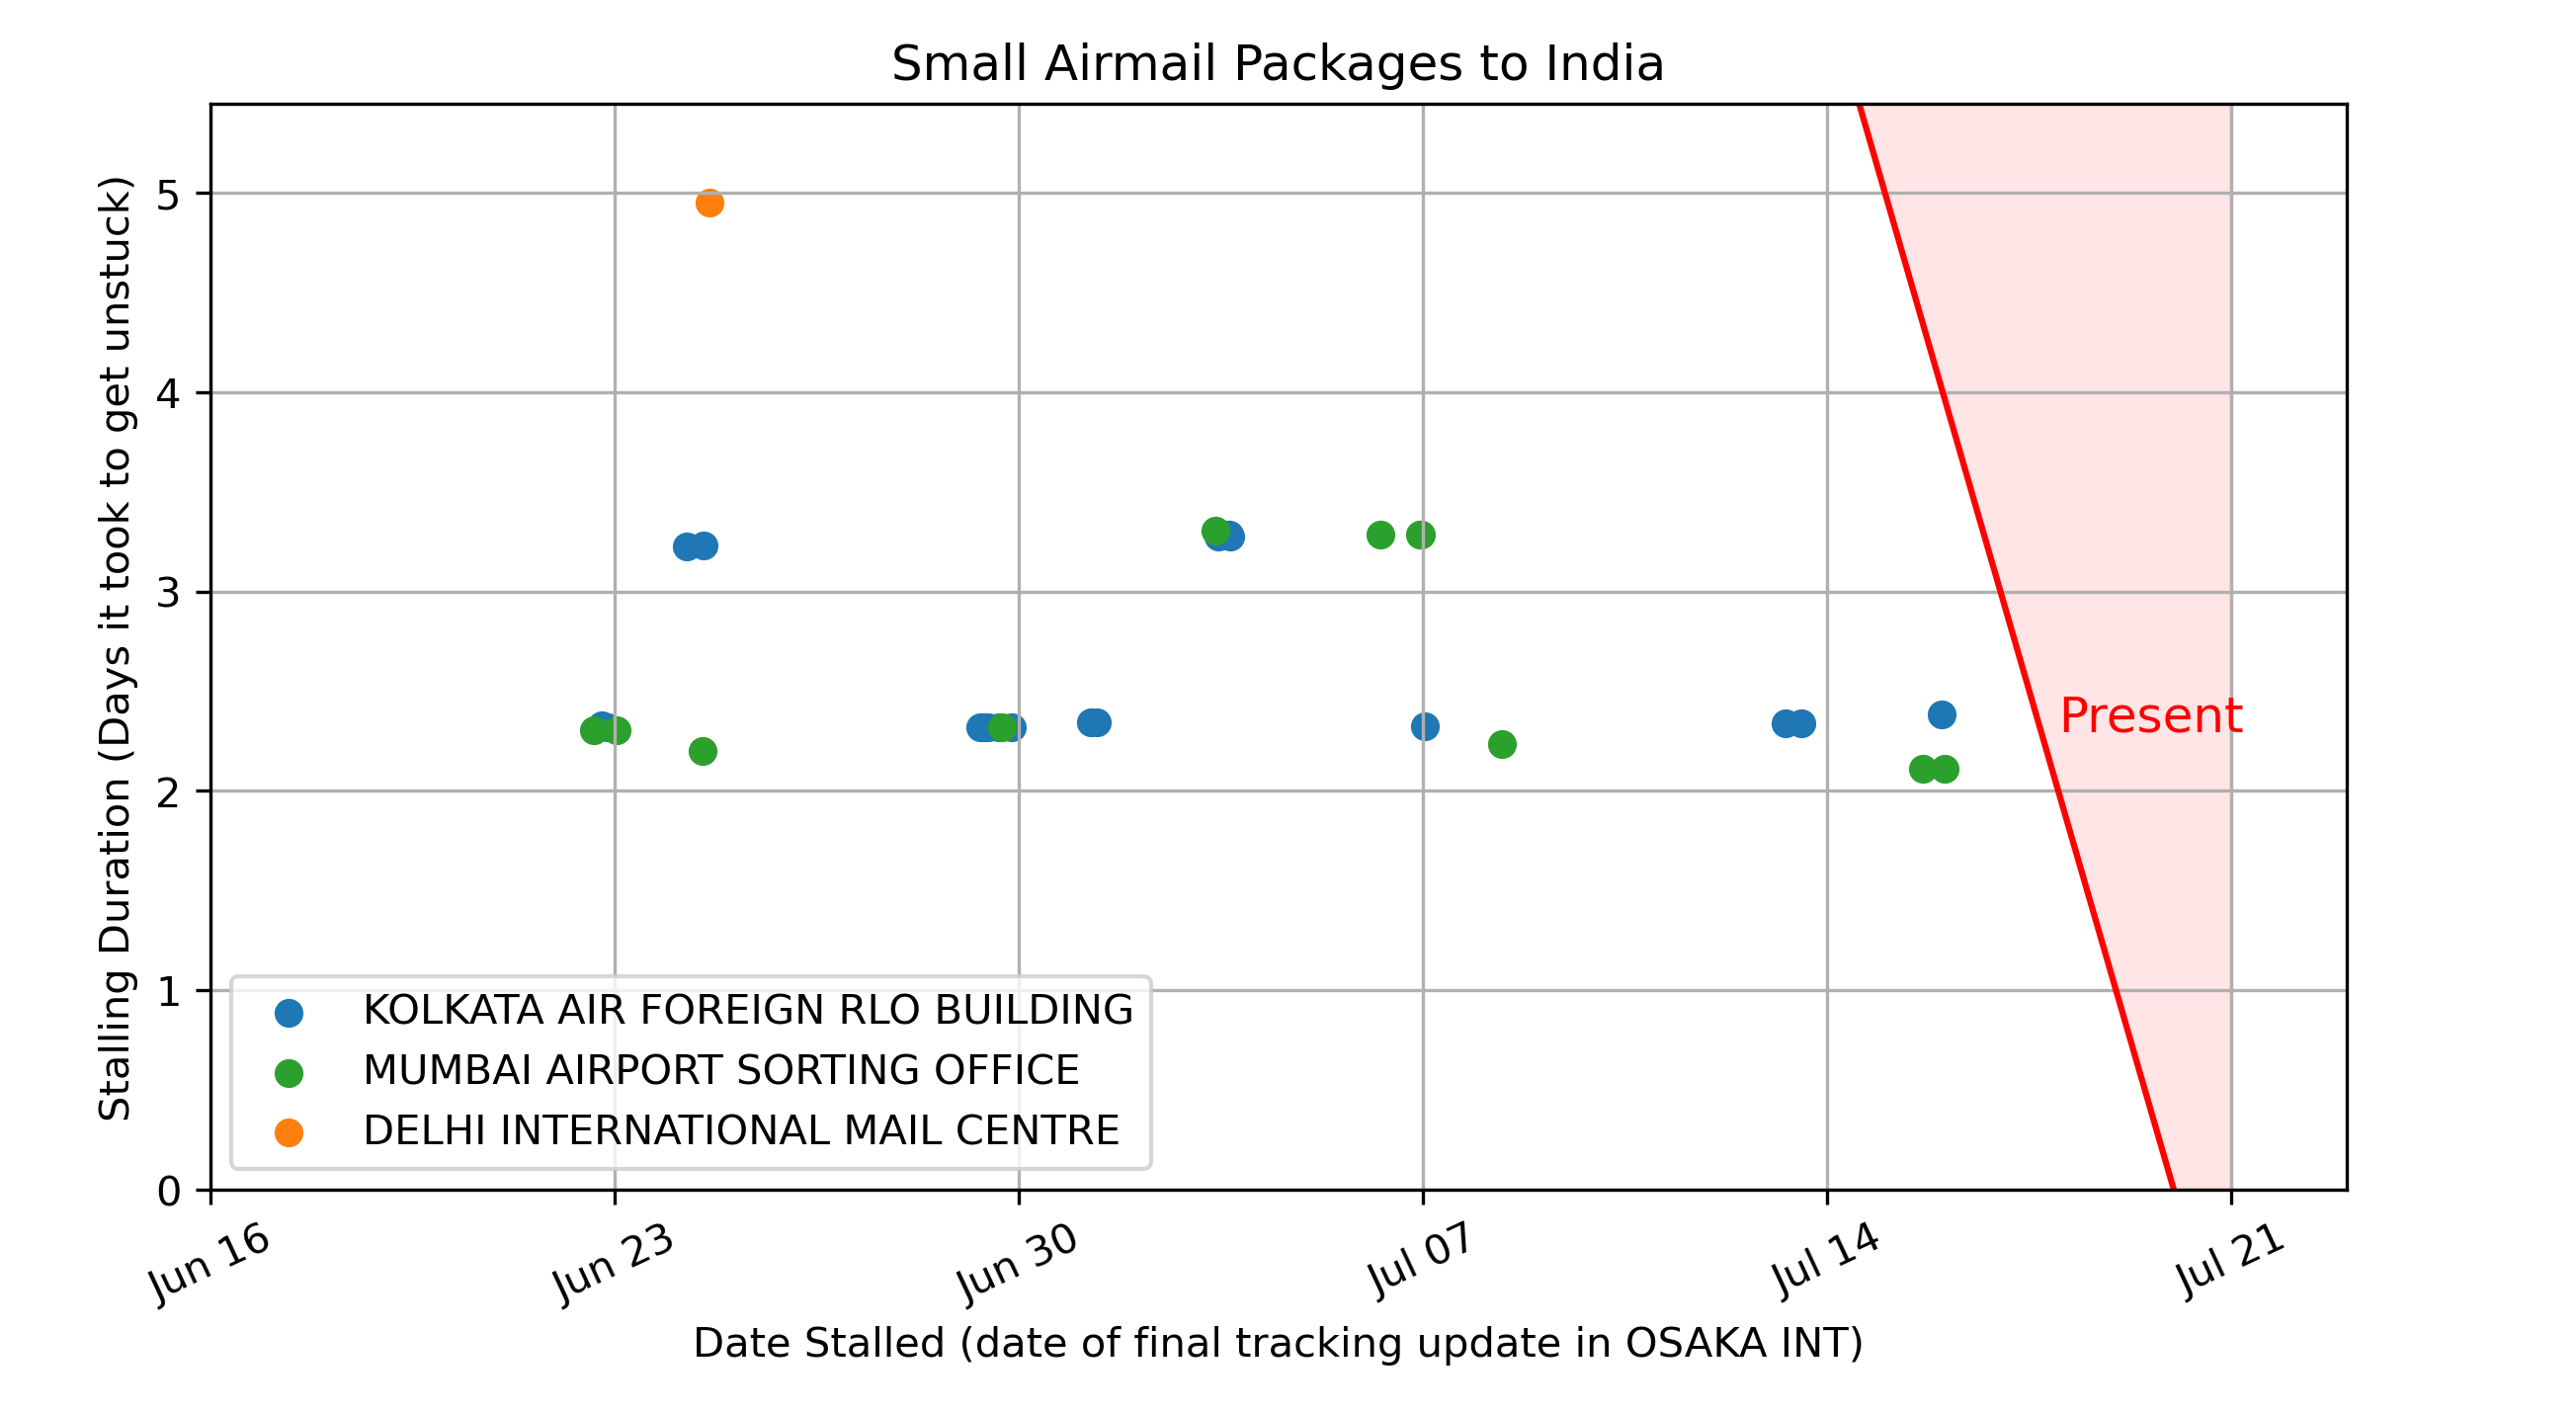 Small Airmail Packages to India
Stalling Duration (Days it took to get unstuck)
5
4
3
2
1
0
Present
KOLKATA AIR FOREIGN RLO BUILDING
MUMBAI AIRPORT SORTING OFFICE
DELHI INTERNATIONAL MAIL CENTRE
Jun 16
Jun 23
Jun 30
Jul 07
Jul 14
Jul 21
Date Stalled (date of final tracking update in OSAKA INT)